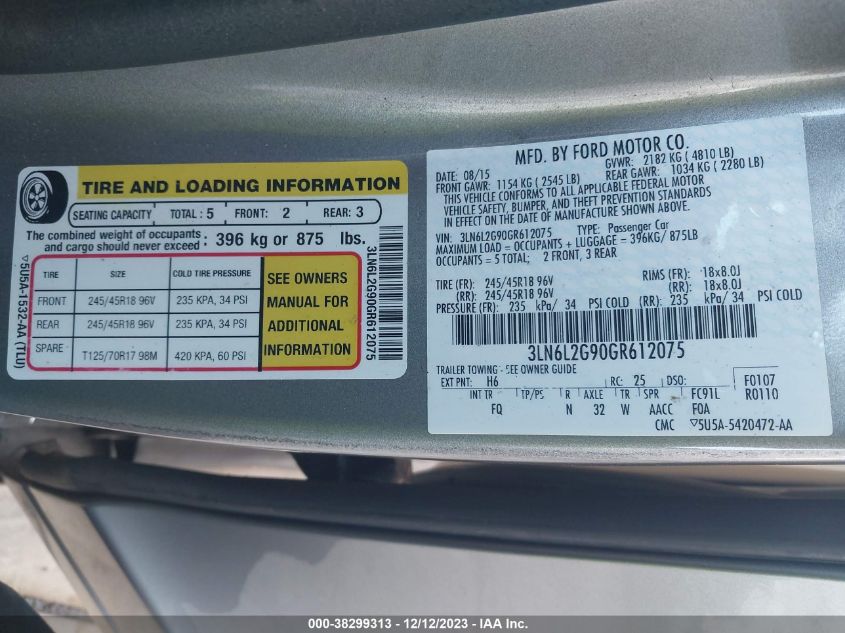 TIRE AND LOADING INFORMATION
SEATING CAPACITY TOTAL : 5 FRONT: 2 REAR: 3
The combined weight of occupants
and cargo should never exceed : 396 kg or 875 lbs.
TIRE SIZE COLD TIRE PRESSURE
FRONT 245/45R18 96V 235 KPA, 34 PSI
REAR 245/45R18 96V 235 KPA, 34 PSI
SPARE T125/70R17 98M 420 KPA, 60 PSI
SEE OWNERS
MANUAL FOR
ADDITIONAL
INFORMATION
5U5A-1532-AA (TLU)
3LN6L2G90GR612075
MFD. BY FORD MOTOR CO.
DATE: 08/15 GVWR: 2182 KG ( 4810 LB)
FRONT GAWR: 1154 KG ( 2545 LB) REAR GAWR: 1034 KG ( 2280 LB)
THIS VEHICLE CONFORMS TO ALL APPLICABLE FEDERAL MOTOR
VEHICLE SAFETY, BUMPER, AND THEFT PREVENTION STANDARDS
IN EFFECT ON THE DATE OF MANUFACTURE SHOWN ABOVE.
VIN: 3LN6L2G90GR612075 TYPE: Passenger Car
MAXIMUM LOAD = OCCUPANTS + LUGGAGE = 396KG/ 875LB
OCCUPANTS = 5 TOTAL; 2 FRONT, 3 REAR
TIRE (FR): 245/45R18 96V RIMS (FR): 18x8.0J
(RR): 245/45R18 96V (RR): 18x8.0J
PRESSURE (FR): 235 kPa/ 34 PSI COLD (RR): 235 kPa/ 34 PSI COLD
3LN6L2G90GR612075
TRAILER TOWING - SEE OWNER GUIDE
EXT PNT: H6 RC: 25 DSO: F0107
INT TR TP/PS R AXLE TR SPR FC91L R0110
FQ N 32 W AACC FOA
CMC 5U5A-5420472-AA
000-38299313 - 12/12/2023 - IAA Inc.